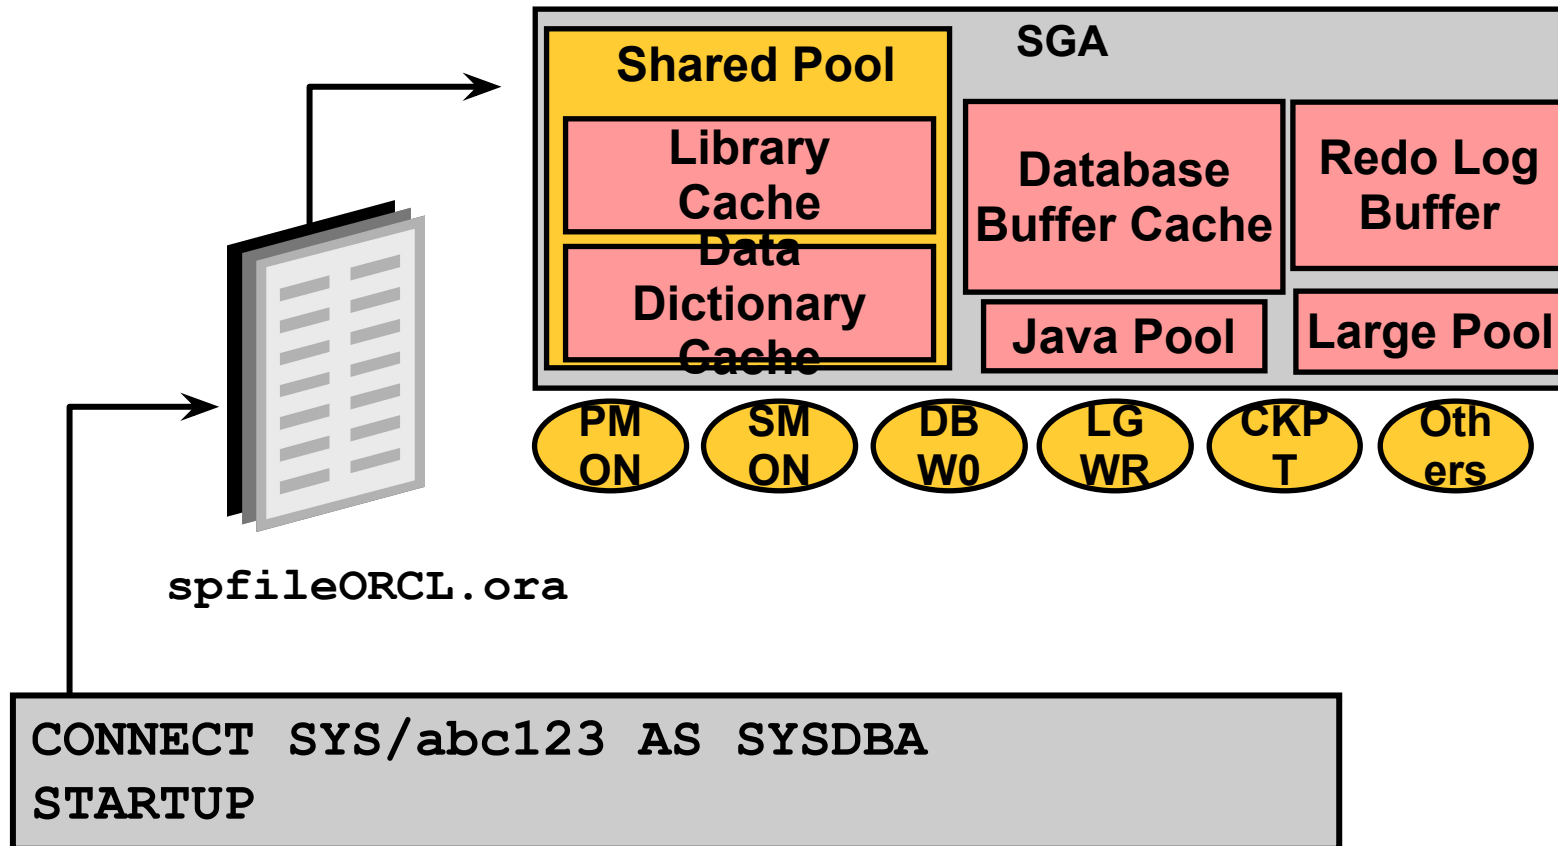 SGA
Shared Pool
Library
Cache
Data
Dictionary
Cache
Database
Buffer Cache
Redo Log
Buffer
Java Pool
Large Pool
PM
ON
SM
ON
DB
W0
LG
WR
CKP
T
Oth
ers
spfileORCL.ora
CONNECT SYS/abc123 AS SYSDBA
STARTUP